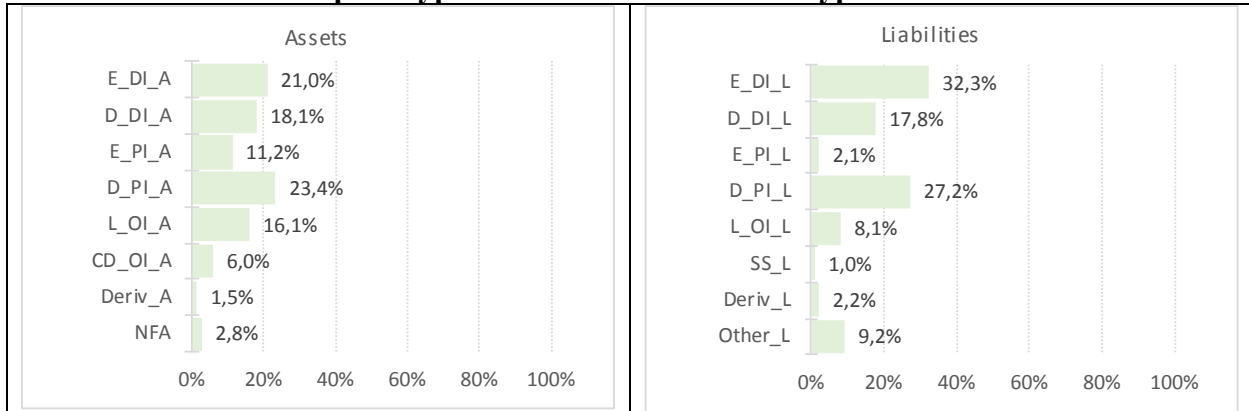 Assets
E_DI_A 21,0%
D_DI_A 18,1%
E_PI_A 11,2%
D_PI_A 23,4%
L_OI_A 16,1%
CD_OI_A 6,0%
Deriv_A 1,5%
NFA 2,8%
0% 20% 40% 60% 80% 100%
Liabilities
E_DI_L 32,3%
D_DI_L 17,8%
E_PI_L 2,1%
D_PI_L 27,2%
L_OI_L 8,1%
SS_L 1,0%
Deriv_L 2,2%
Other_L 9,2%
0% 20% 40% 60% 80% 100%